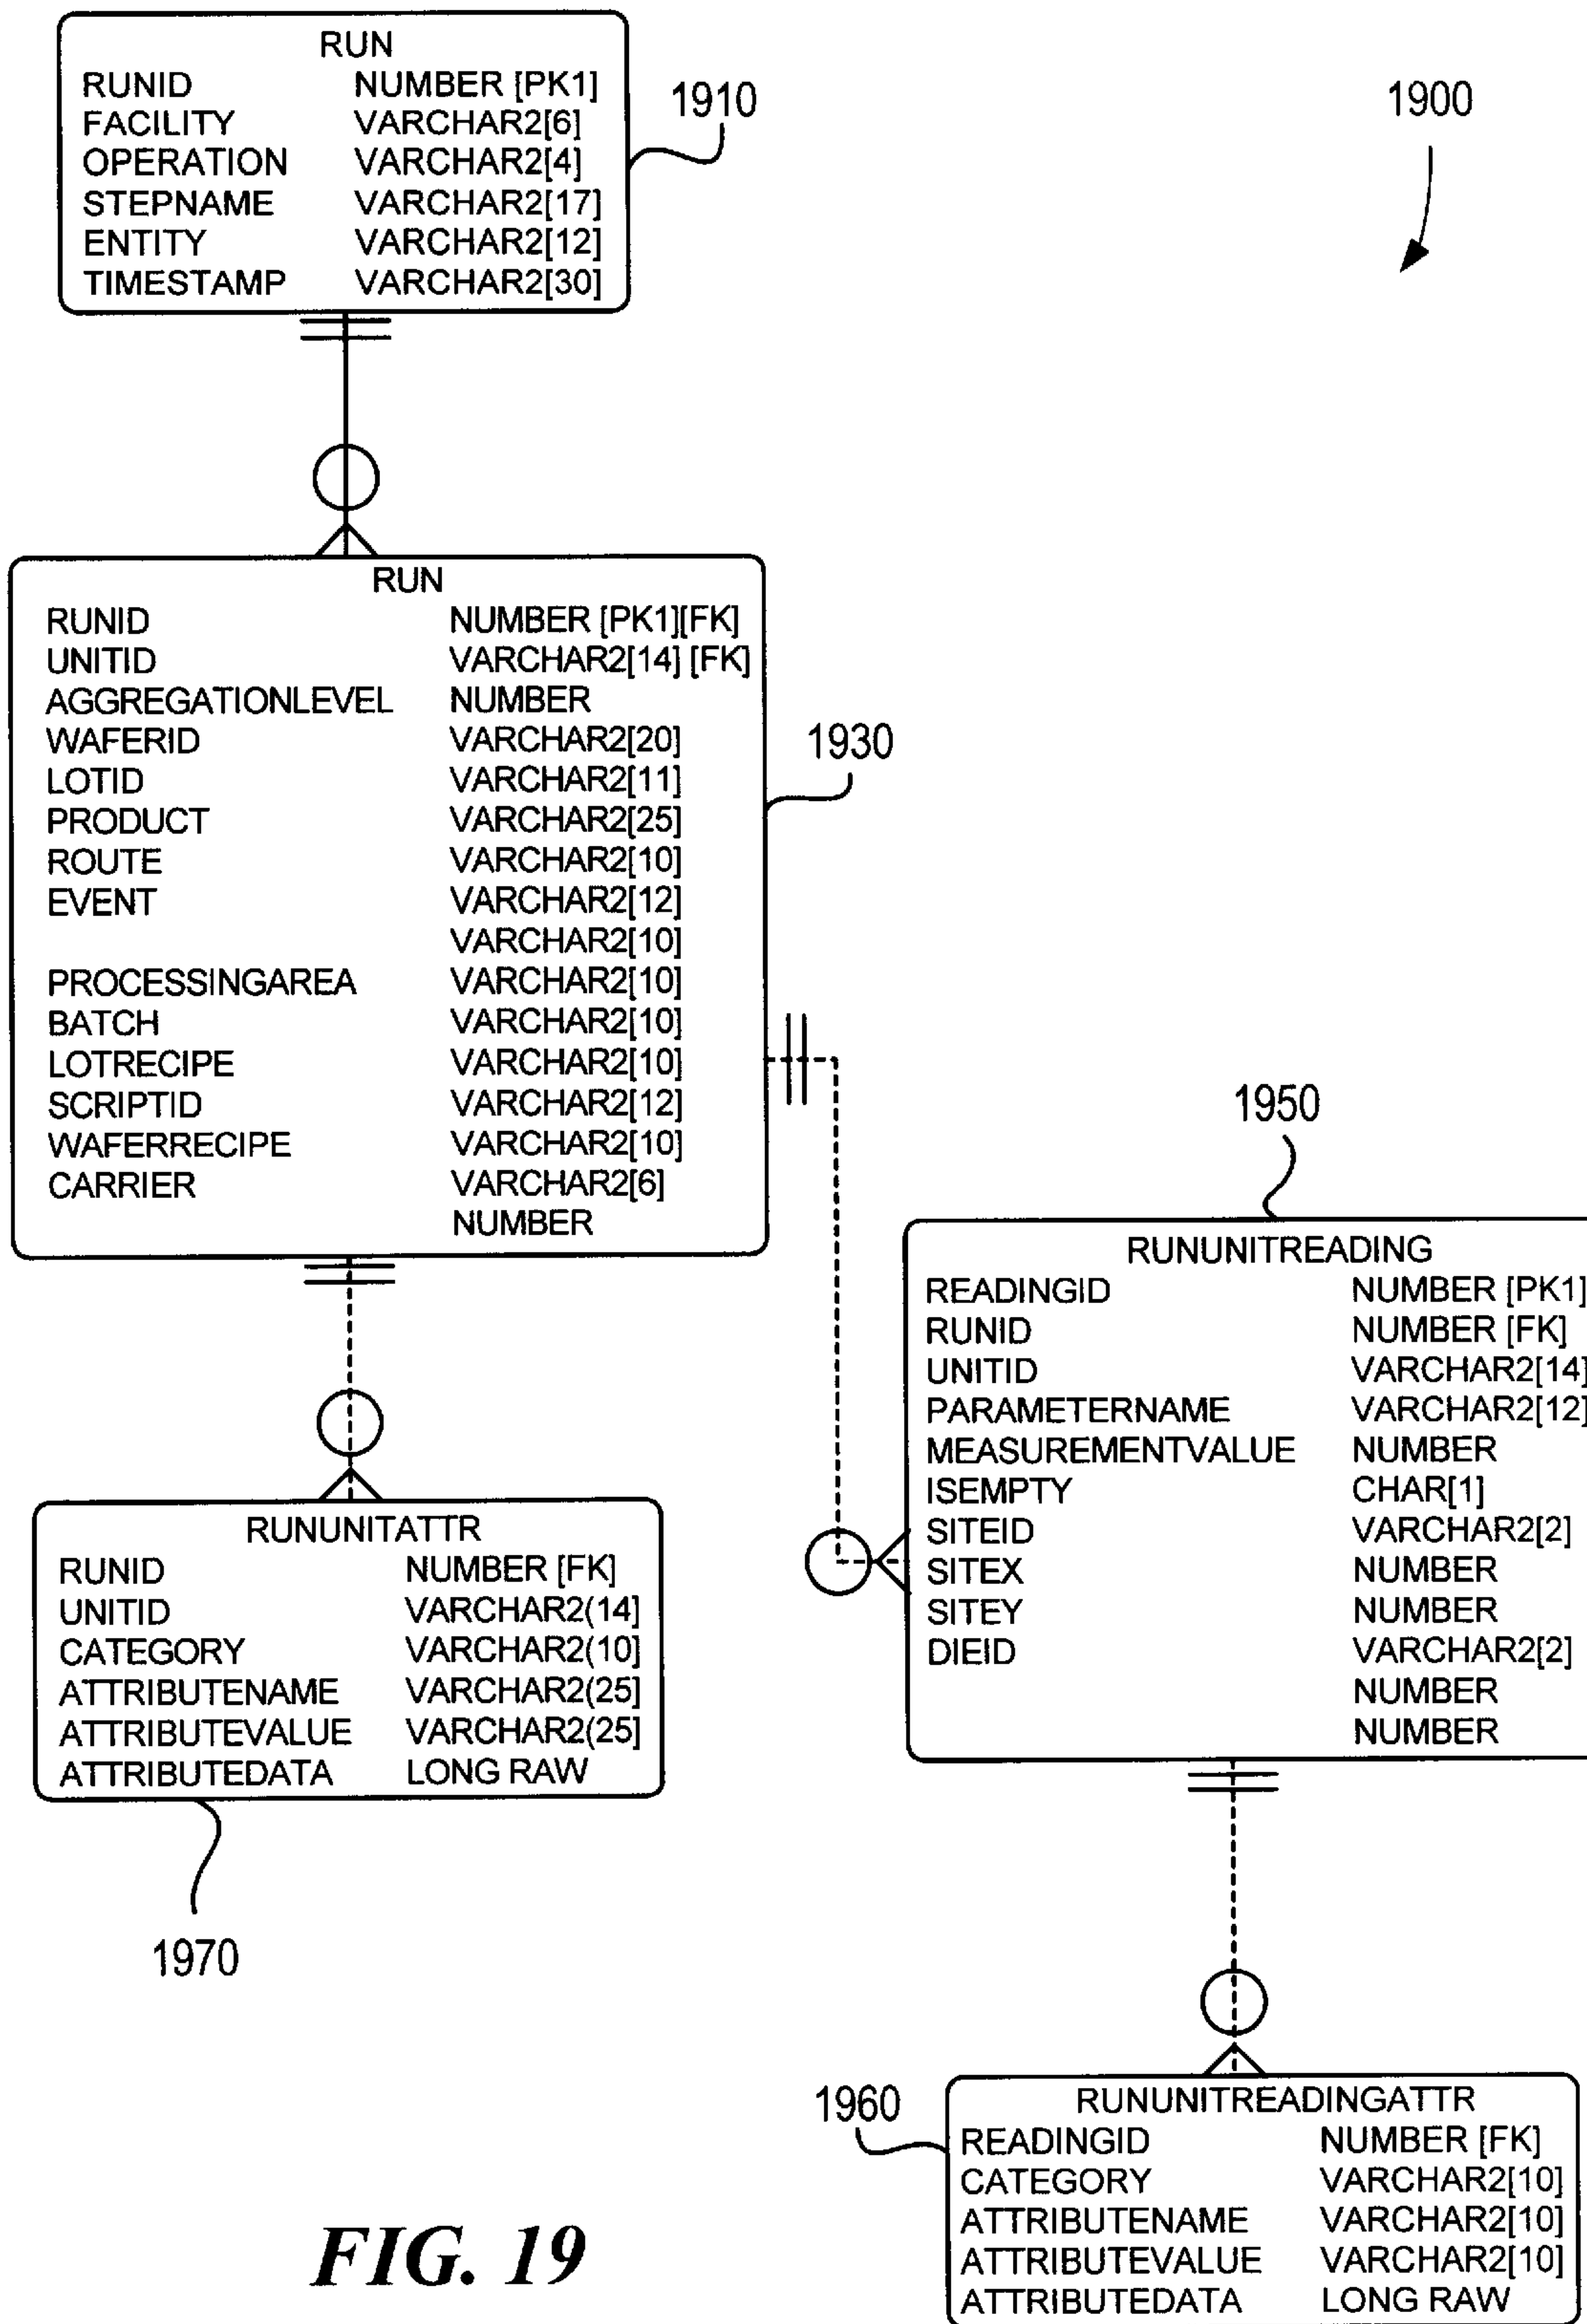 RUN
RUNID NUMBER [PK1]
FACILITY VARCHAR2[6]
OPERATION VARCHAR2[4]
STEPNAME VARCHAR2[17]
ENTITY VARCHAR2[12]
TIMESTAMP VARCHAR2[30]
1910
1900
RUN
RUNID NUMBER [PK1][FK]
UNITID VARCHAR2[14] [FK]
AGGREGATIONLEVEL NUMBER
WAFERID VARCHAR2[20]
LOTID VARCHAR2[11]
PRODUCT VARCHAR2[25]
ROUTE VARCHAR2[10]
EVENT VARCHAR2[12]
VARCHAR2[10]
PROCESSINGAREA VARCHAR2[10]
BATCH VARCHAR2[10]
LOTRECIPE VARCHAR2[10]
SCRIPTID VARCHAR2[12]
WAFERRECIPE VARCHAR2[10]
CARRIER VARCHAR2[6]
NUMBER
1930
1950
RUNUNITREADING
READINGID NUMBER [PK1]
RUNID NUMBER [FK]
UNITID VARCHAR2[14]
PARAMETERNAME VARCHAR2[12]
MEASUREMENTVALUE NUMBER
ISEMPTY CHAR[1]
SITEID VARCHAR2[2]
SITEX NUMBER
SITEY NUMBER
DIEID VARCHAR2[2]
NUMBER
NUMBER
RUNUNITATTR
RUNID NUMBER [FK]
UNITID VARCHAR2(14]
CATEGORY VARCHAR2(10]
ATTRIBUTENAME VARCHAR2(25]
ATTRIBUTEVALUE VARCHAR2(25]
ATTRIBUTEDATA LONG RAW
1970
1960
RUNUNITREADINGATTR
READINGID NUMBER [FK]
CATEGORY VARCHAR2[10]
ATTRIBUTENAME VARCHAR2[10]
ATTRIBUTEVALUE VARCHAR2[10]
ATTRIBUTEDATA LONG RAW
FIG. 19